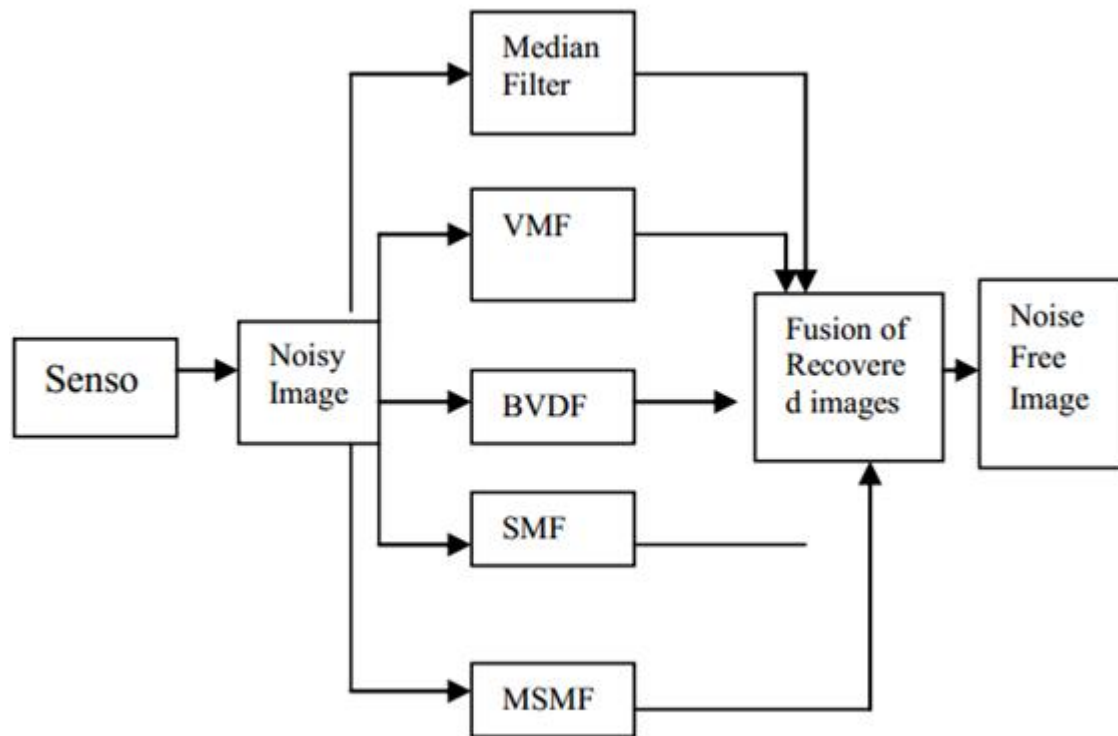 Median
Filter
VMF
Senso
Noisy
Image
BVDF
SMF
MSMF
Fusion of
Recovere
d images
Noise
Free
Image